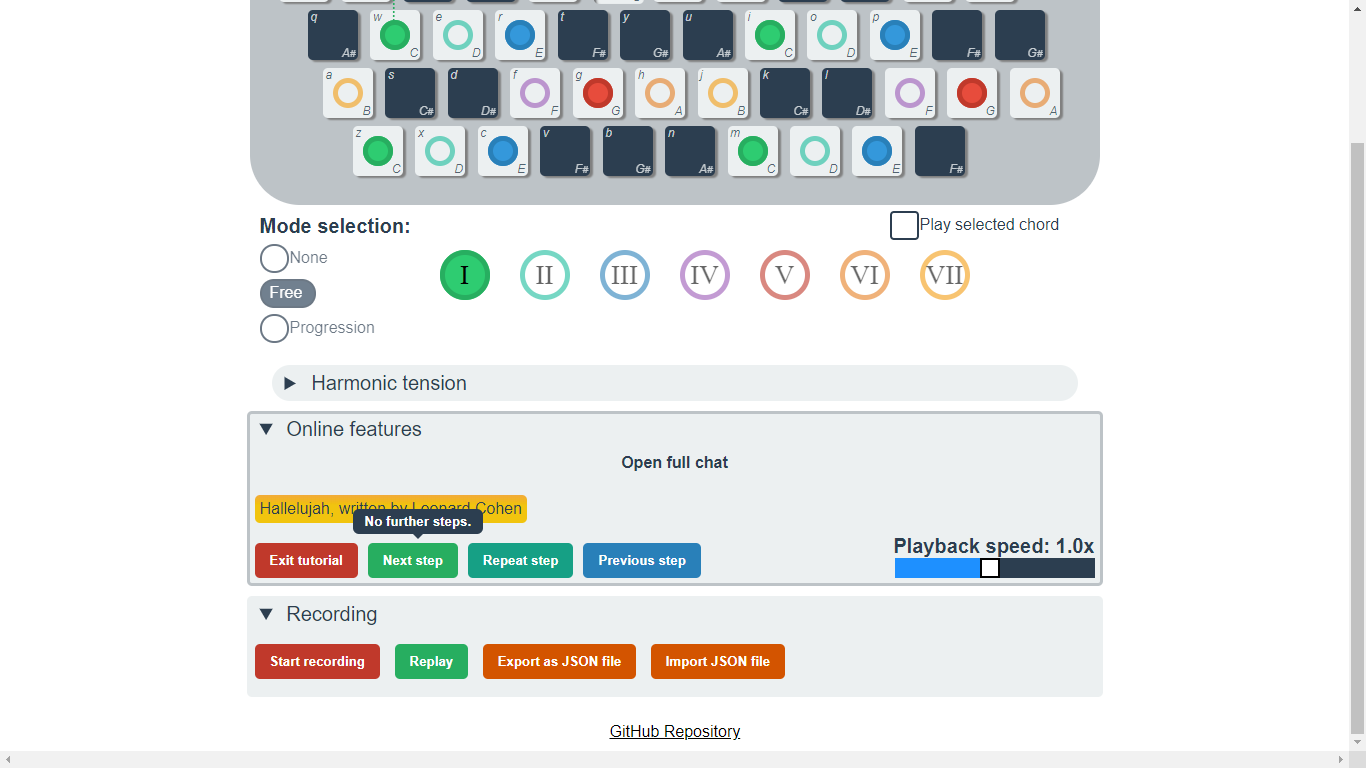 q w e r t y u i o p
A# C D E F# G# A# C D E F# G#
a s d f g h j k l
B C# D# F G A B C# D# F G A
z x c v b n m
C D E F# G# A# C D E F#
Mode selection:
Play selected chord
None
I II III IV V VI VII
Free
Progression
Harmonic tension
Online features
Open full chat
Hallelujah, written by Leonard Cohen
No further steps.
Playback speed: 1.0x
Exit tutorial Next step Repeat step Previous step
Recording
Start recording Replay Export as JSON file Import JSON file
GitHub Repository